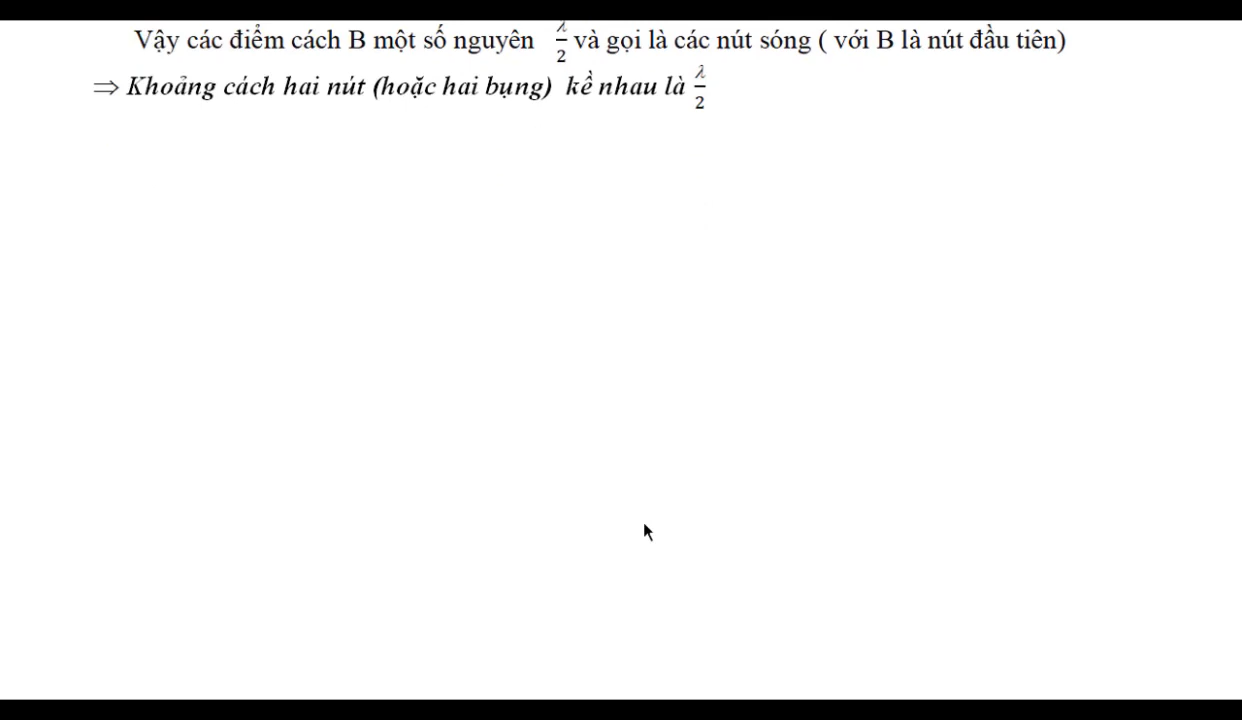 Vậy các điểm cách B một số nguyên λ/2 và gọi là các nút sóng ( với B là nút đầu tiên)
⇒ Khoảng cách hai nút (hoặc hai bụng) kề nhau là λ/2